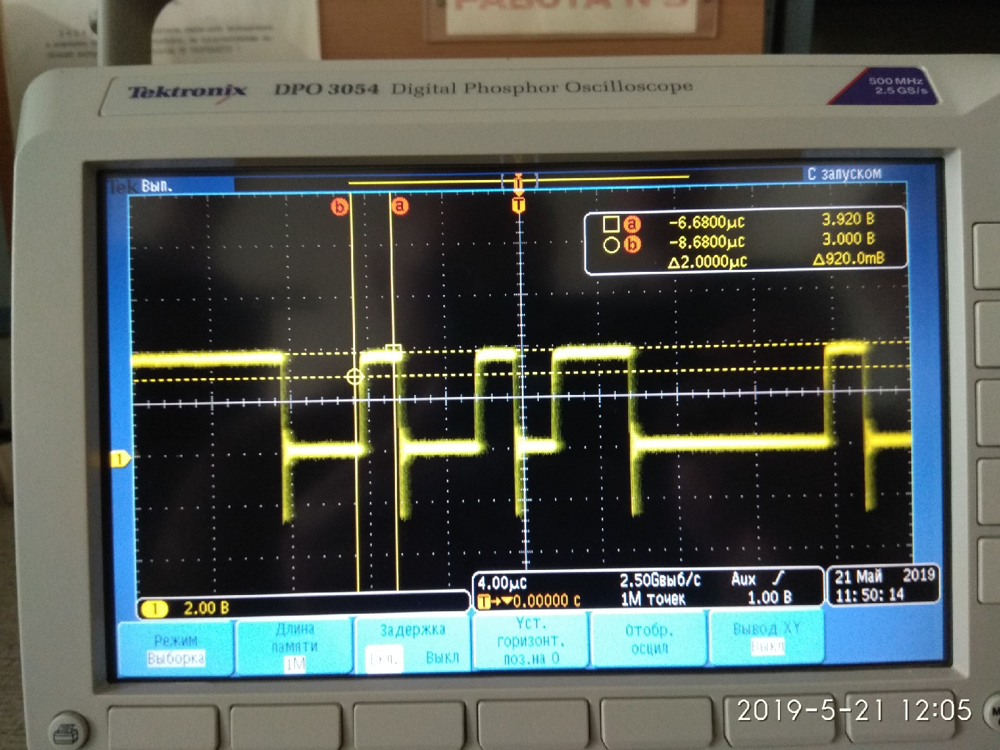 РАБОТА №5
Tektronix DPO 3054 Digital Phosphor Oscilloscope
500 MHz
2.5 GS/s
Tek Вып.
С запуском
b
a
T
a -6.6800µс 3.920 В
b -8.6800µс 3.000 В
Δ2.0000µс Δ920.0mВ
1
1 2.00 В
4.00µс 2.50Gвыб/с Aux
T→▼0.00000 с 1M точек 1.00 В
21 Май 2019
11:50:14
Режим
Выборка
Длина
памяти
1M
Задержка
Вкл. Выкл
Уст.
горизонт.
поз.на 0
Отобр.
осцил
Вывод XY
Выкл
2019-5-21 12:05
M